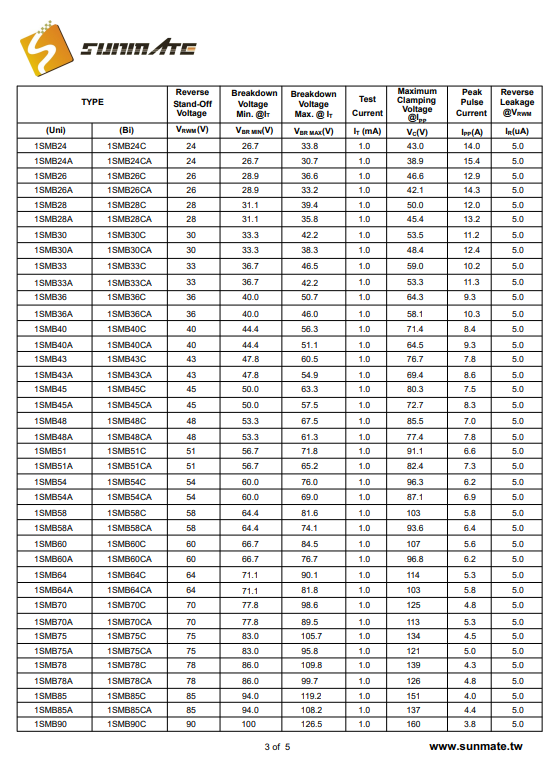 SUNMATE
TYPE Reverse Stand-Off Voltage Breakdown Voltage Min. @IT Breakdown Voltage Max. @ IT Test Current Maximum Clamping Voltage @IPP Peak Pulse Current Reverse Leakage @VRWM
(Uni) (Bi) VRWM(V) VBR MIN(V) VBR MAX(V) IT (mA) VC(V) IPP(A) IR(uA)
1SMB24 1SMB24C 24 26.7 33.8 1.0 43.0 14.0 5.0
1SMB24A 1SMB24CA 24 26.7 30.7 1.0 38.9 15.4 5.0
1SMB26 1SMB26C 26 28.9 36.6 1.0 46.6 12.9 5.0
1SMB26A 1SMB26CA 26 28.9 33.2 1.0 42.1 14.3 5.0
1SMB28 1SMB28C 28 31.1 39.4 1.0 50.0 12.0 5.0
1SMB28A 1SMB28CA 28 31.1 35.8 1.0 45.4 13.2 5.0
1SMB30 1SMB30C 30 33.3 42.2 1.0 53.5 11.2 5.0
1SMB30A 1SMB30CA 30 33.3 38.3 1.0 48.4 12.4 5.0
1SMB33 1SMB33C 33 36.7 46.5 1.0 59.0 10.2 5.0
1SMB33A 1SMB33CA 33 36.7 42.2 1.0 53.3 11.3 5.0
1SMB36 1SMB36C 36 40.0 50.7 1.0 64.3 9.3 5.0
1SMB36A 1SMB36CA 36 40.0 46.0 1.0 58.1 10.3 5.0
1SMB40 1SMB40C 40 44.4 56.3 1.0 71.4 8.4 5.0
1SMB40A 1SMB40CA 40 44.4 51.1 1.0 64.5 9.3 5.0
1SMB43 1SMB43C 43 47.8 60.5 1.0 76.7 7.8 5.0
1SMB43A 1SMB43CA 43 47.8 54.9 1.0 69.4 8.6 5.0
1SMB45 1SMB45C 45 50.0 63.3 1.0 80.3 7.5 5.0
1SMB45A 1SMB45CA 45 50.0 57.5 1.0 72.7 8.3 5.0
1SMB48 1SMB48C 48 53.3 67.5 1.0 85.5 7.0 5.0
1SMB48A 1SMB48CA 48 53.3 61.3 1.0 77.4 7.8 5.0
1SMB51 1SMB51C 51 56.7 71.8 1.0 91.1 6.6 5.0
1SMB51A 1SMB51CA 51 56.7 65.2 1.0 82.4 7.3 5.0
1SMB54 1SMB54C 54 60.0 76.0 1.0 96.3 6.2 5.0
1SMB54A 1SMB54CA 54 60.0 69.0 1.0 87.1 6.9 5.0
1SMB58 1SMB58C 58 64.4 81.6 1.0 103 5.8 5.0
1SMB58A 1SMB58CA 58 64.4 74.1 1.0 93.6 6.4 5.0
1SMB60 1SMB60C 60 66.7 84.5 1.0 107 5.6 5.0
1SMB60A 1SMB60CA 60 66.7 76.7 1.0 96.8 6.2 5.0
1SMB64 1SMB64C 64 71.1 90.1 1.0 114 5.3 5.0
1SMB64A 1SMB64CA 64 71.1 81.8 1.0 103 5.8 5.0
1SMB70 1SMB70C 70 77.8 98.6 1.0 125 4.8 5.0
1SMB70A 1SMB70CA 70 77.8 89.5 1.0 113 5.3 5.0
1SMB75 1SMB75C 75 83.0 105.7 1.0 134 4.5 5.0
1SMB75A 1SMB75CA 75 83.0 95.8 1.0 121 5.0 5.0
1SMB78 1SMB78C 78 86.0 109.8 1.0 139 4.3 5.0
1SMB78A 1SMB78CA 78 86.0 99.7 1.0 126 4.8 5.0
1SMB85 1SMB85C 85 94.0 119.2 1.0 151 4.0 5.0
1SMB85A 1SMB85CA 85 94.0 108.2 1.0 137 4.4 5.0
1SMB90 1SMB90C 90 100 126.5 1.0 160 3.8 5.0
3 of 5 www.sunmate.tw